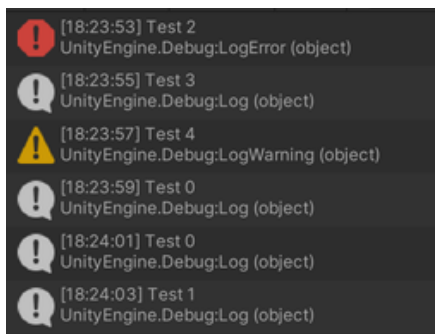 [18:23:53] Test 2
UnityEngine.Debug:LogError (object)
[18:23:55] Test 3
UnityEngine.Debug:Log (object)
[18:23:57] Test 4
UnityEngine.Debug:LogWarning (object)
[18:23:59] Test 0
UnityEngine.Debug:Log (object)
[18:24:01] Test 0
UnityEngine.Debug:Log (object)
[18:24:03] Test 1
UnityEngine.Debug:Log (object)